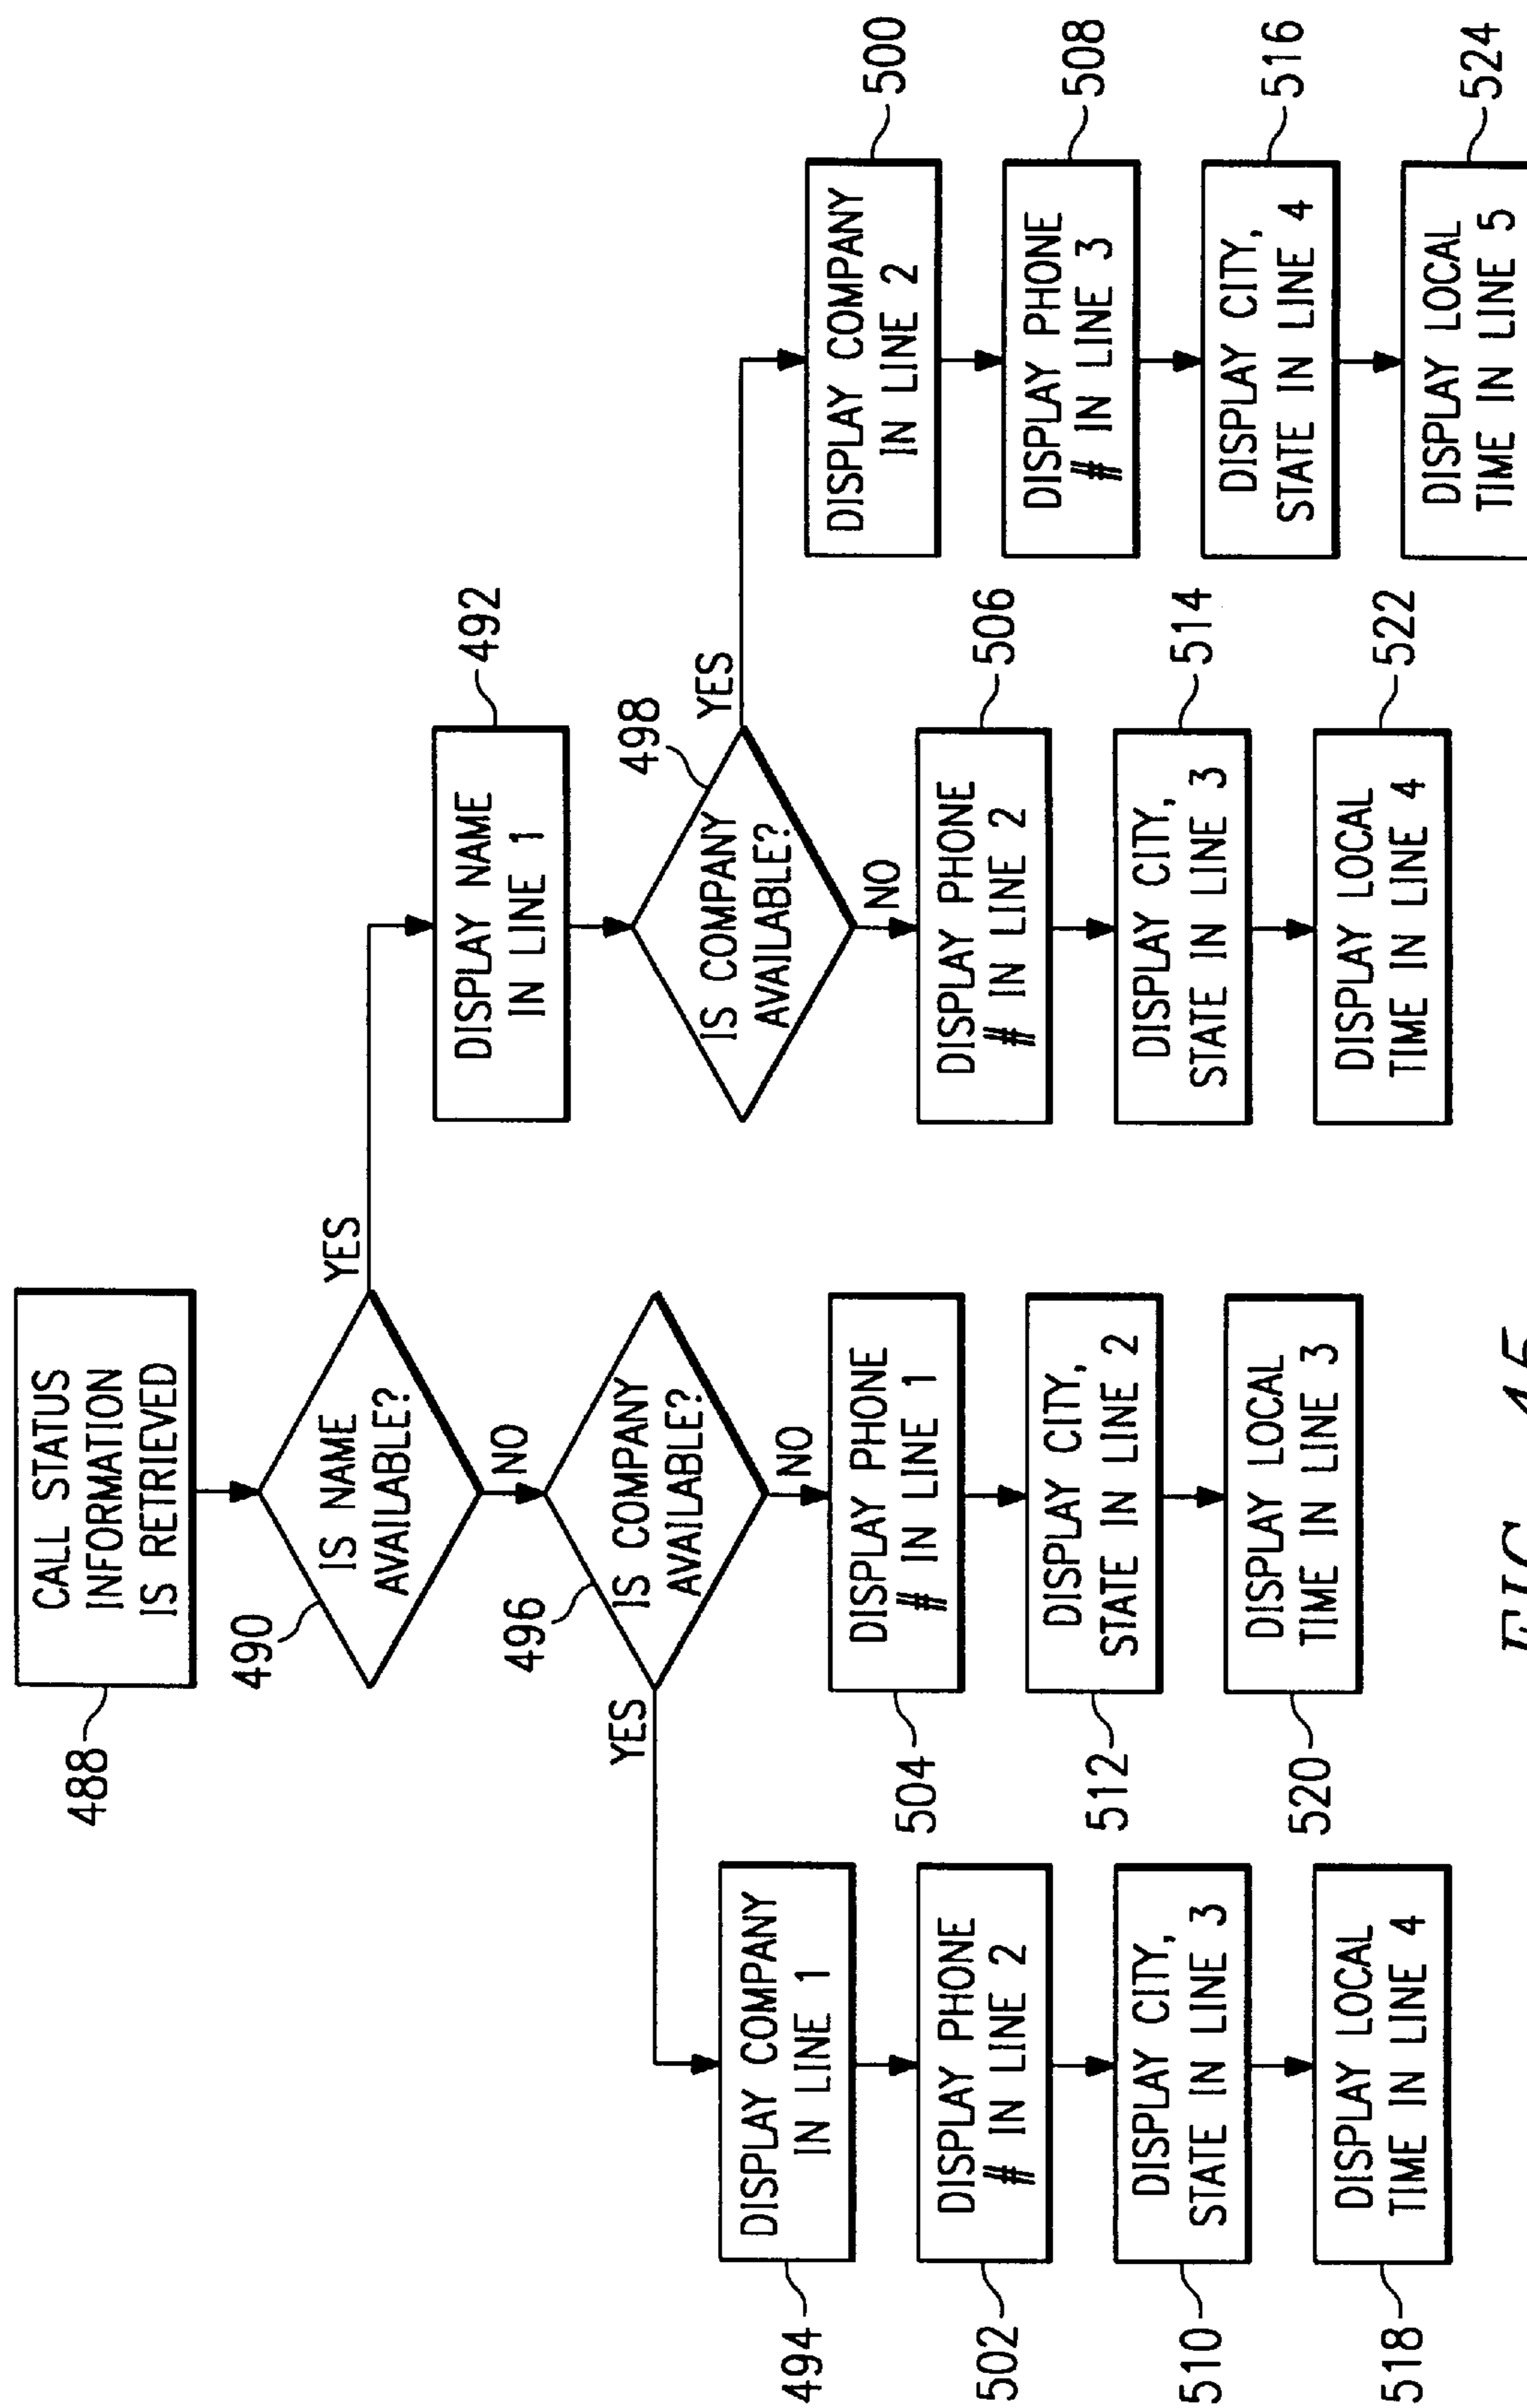 CALL STATUS
INFORMATION
IS RETRIEVED
488
490
IS NAME
AVAILABLE?
YES
NO
DISPLAY NAME
IN LINE 1
492
496
IS COMPANY
AVAILABLE?
YES
NO
498
IS COMPANY
AVAILABLE?
YES
NO
DISPLAY COMPANY
IN LINE 1
494
DISPLAY PHONE
# IN LINE 2
502
DISPLAY CITY,
STATE IN LINE 3
510
DISPLAY LOCAL
TIME IN LINE 4
518
DISPLAY PHONE
# IN LINE 1
504
DISPLAY CITY,
STATE IN LINE 2
512
DISPLAY LOCAL
TIME IN LINE 3
520
DISPLAY PHONE
# IN LINE 2
506
DISPLAY CITY,
STATE IN LINE 3
514
DISPLAY LOCAL
TIME IN LINE 4
522
DISPLAY COMPANY
IN LINE 2
500
DISPLAY PHONE
# IN LINE 3
508
DISPLAY CITY,
STATE IN LINE 4
516
DISPLAY LOCAL
TIME IN LINE 5
524